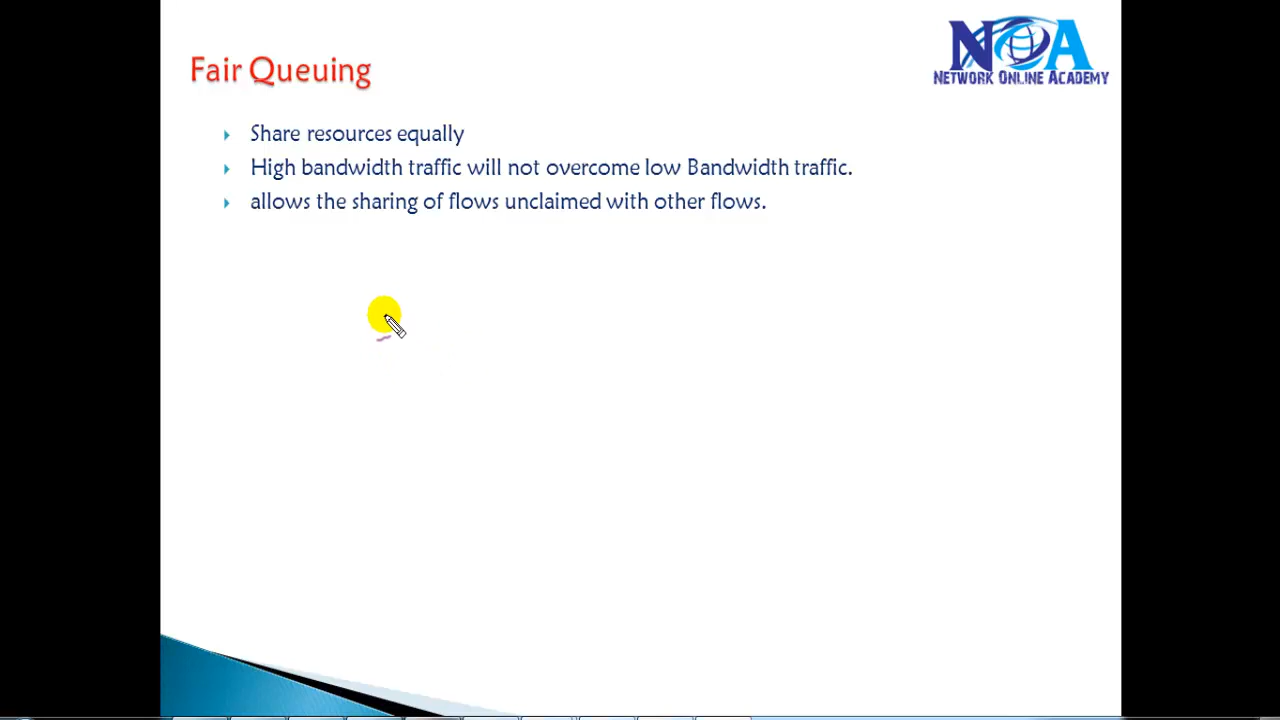 NOA
NETWORK ONLINE ACADEMY
Fair Queuing
Share resources equally
High bandwidth traffic will not overcome low Bandwidth traffic.
allows the sharing of flows unclaimed with other flows.